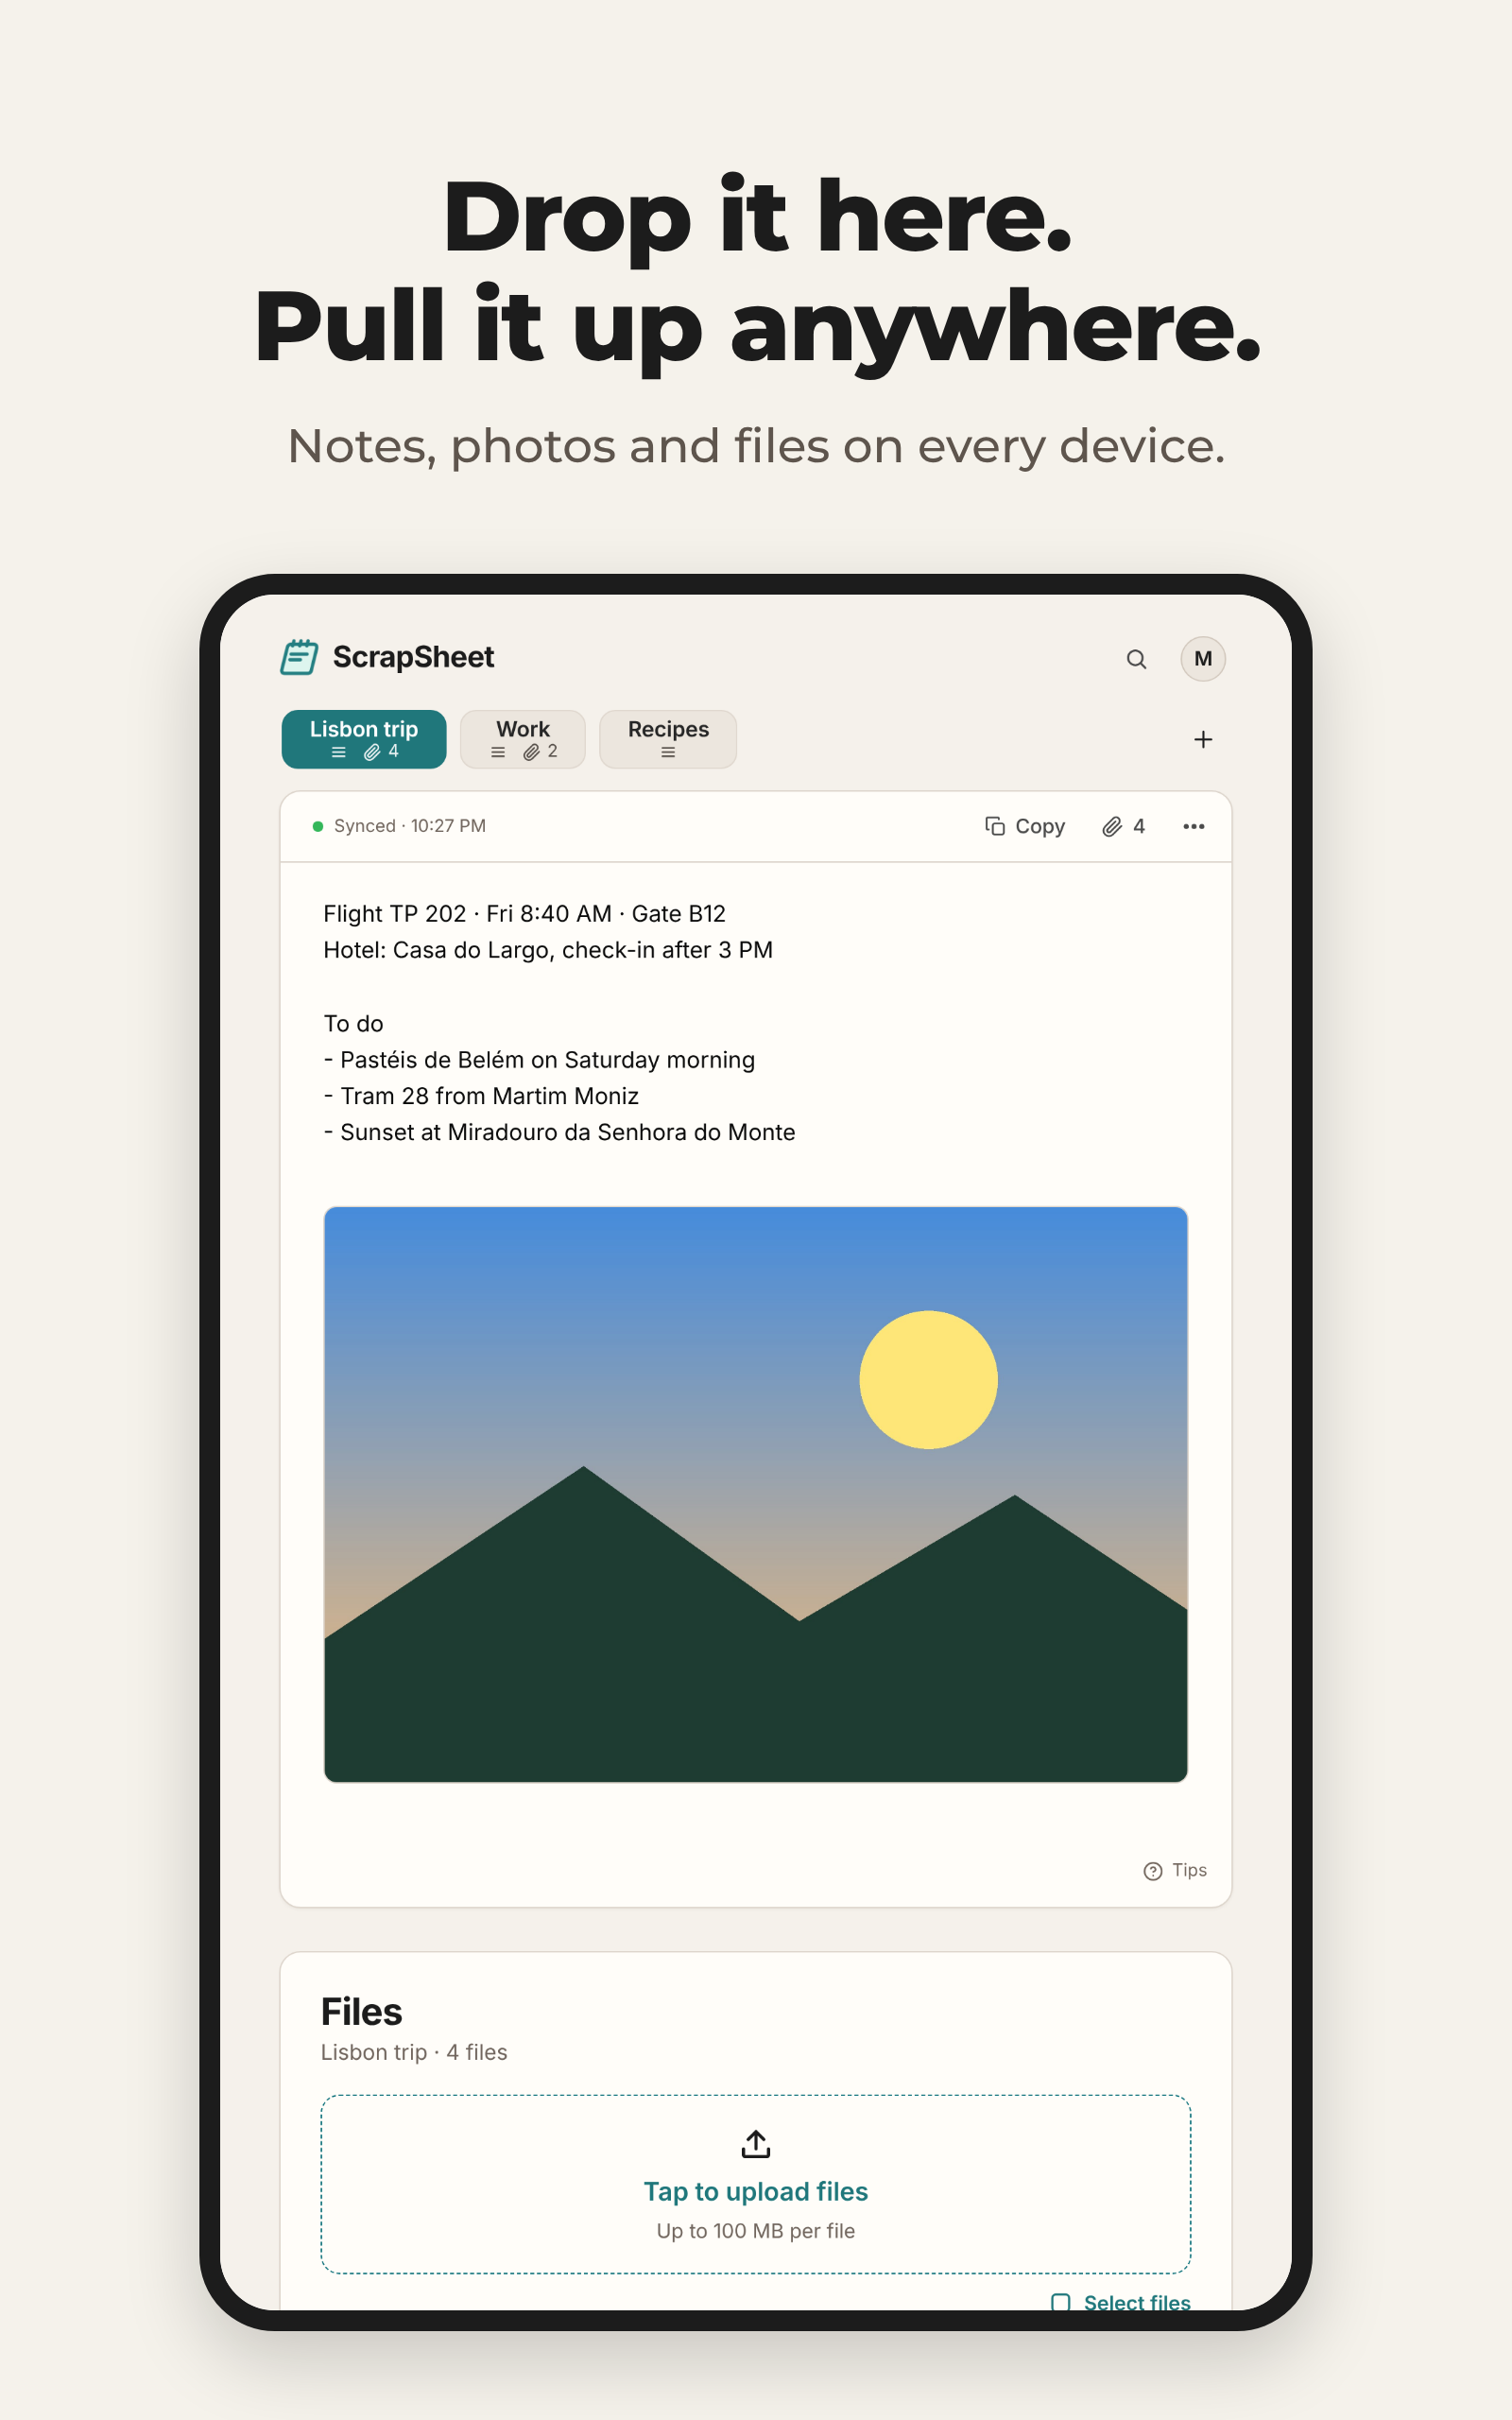 Drop it here.
Pull it up anywhere.
Notes, photos and files on every device.
ScrapSheet
M
Lisbon trip
4
Work
2
Recipes
Synced · 10:27 PM
Copy
4
Flight TP 202 · Fri 8:40 AM · Gate B12
Hotel: Casa do Largo, check-in after 3 PM
To do
- Pastéis de Belém on Saturday morning
- Tram 28 from Martim Moniz
- Sunset at Miradouro da Senhora do Monte
Tips
Files
Lisbon trip · 4 files
Tap to upload files
Up to 100 MB per file
Select files